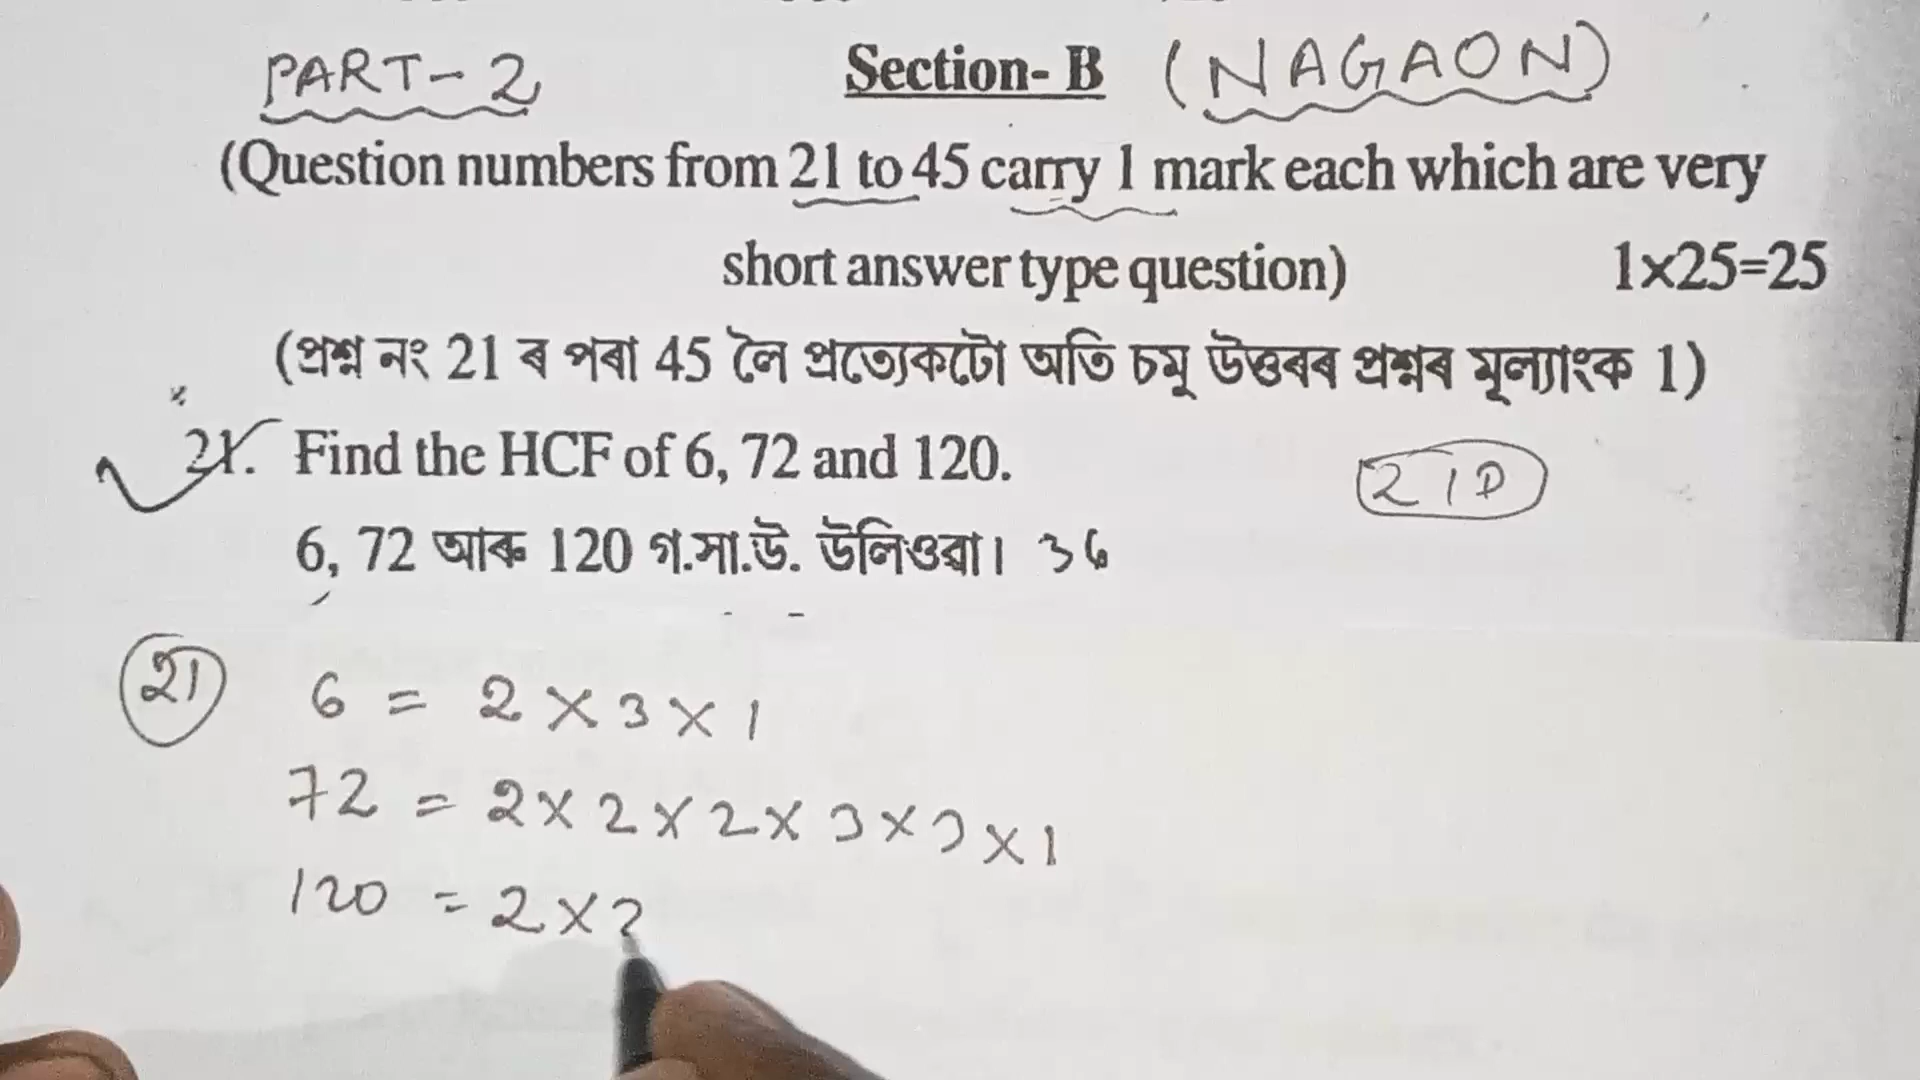 PART-2 Section-B (NAGAON)
(Question numbers from 21 to 45 carry 1 mark each which are very
short answer type question) 1×25=25
(প্ৰশ্ন নং 21 ৰ পৰা 45 লৈ প্ৰত্যেকটো অতি চমু উত্তৰৰ প্ৰশ্নৰ মূল্যাংক 1)
21. Find the HCF of 6, 72 and 120.
6, 72 আৰু 120 গ.সা.উ. উলিওৱা। 36
21 6 = 2 × 3 × 1
72 = 2 × 2 × 2 × 3 × 3 × 1
120 = 2 × 2